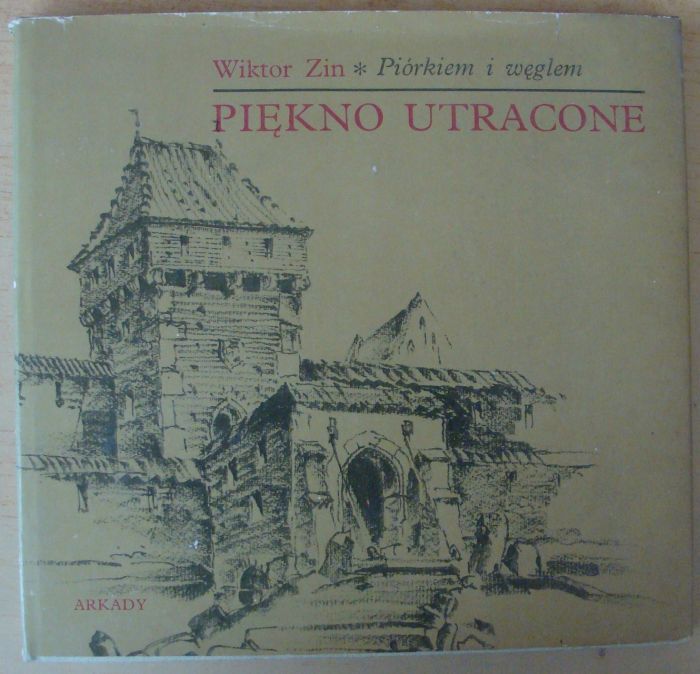 Wiktor Zin * Piórkiem i węglem
PIĘKNO UTRACONE
ARKADY